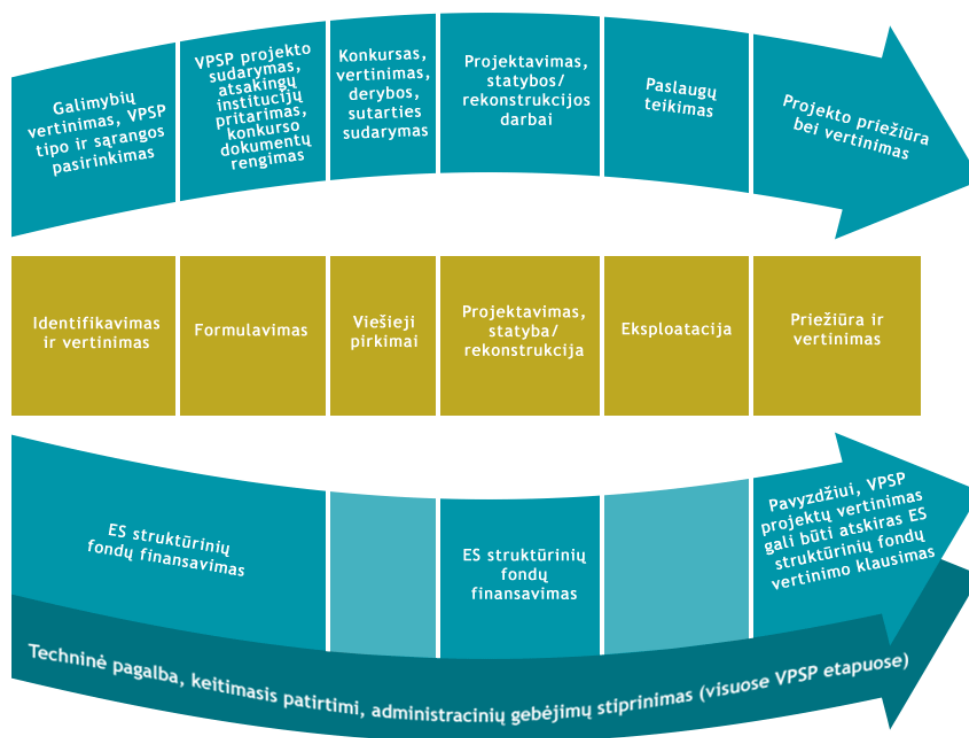 Galimybių
vertinimas, VPSP
tipo ir sąrangos
pasirinkimas
VPSP projekto
sudarymas,
atsakingų
institucijų
pritarimas,
konkurso
dokumentų
rengimas
Konkursas,
vertinimas,
derybos,
sutarties
sudarymas
Projektavimas,
statybos/
rekonstrukcijos
darbai
Paslaugų
teikimas
Projekto priežiūra
bei vertinimas
Identifikavimas
ir vertinimas
Formulavimas
Viešieji
pirkimai
Projektavimas,
statyba/
rekonstrukcija
Eksploatacija
Priežiūra ir
vertinimas
ES struktūrinių
fondų finansavimas
ES struktūrinių
fondų
finansavimas
Pavyzdžiui, VPSP
projektų vertinimas
gali būti atskiras ES
struktūrinių fondų
vertinimo klausimas
Techninė pagalba, keitimasis patirtimi, administracinių gebėjimų stiprinimas (visuose VPSP etapuose)